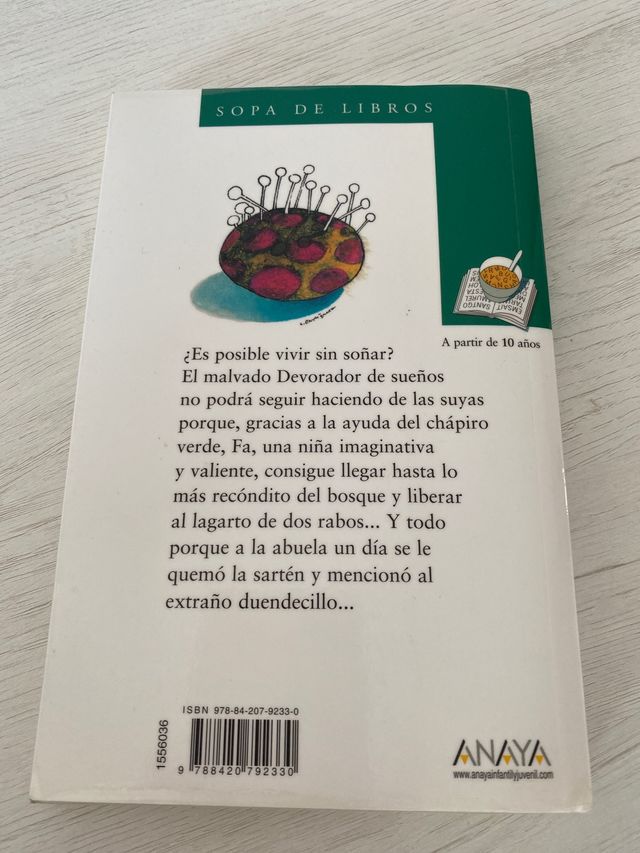 SOPA DE LIBROS
A partir de 10 años
¿Es posible vivir sin soñar?
El malvado Devorador de sueños
no podrá seguir haciendo de las suyas
porque, gracias a la ayuda del chápiro
verde, Fa, una niña imaginativa
y valiente, consigue llegar hasta lo
más recóndito del bosque y liberar
al lagarto de dos rabos... Y todo
porque a la abuela un día se le
quemó la sartén y mencionó al
extraño duendecillo...
ISBN 978-84-207-9233-0
1556036
9 788420 792330
ANAYA
www.anayainfantilyjuvenil.com